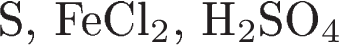 S, FeCl₂, H₂SO₄